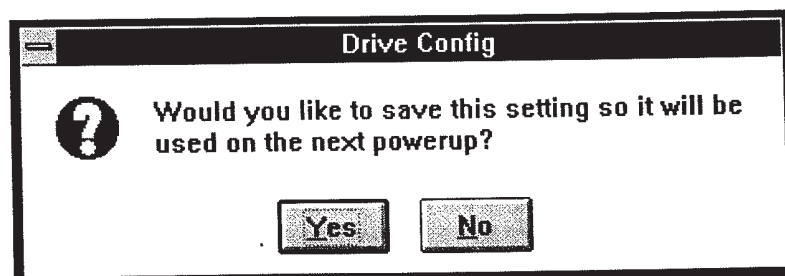 Drive Config
Would you like to save this setting so it will be
used on the next powerup?
Yes
No